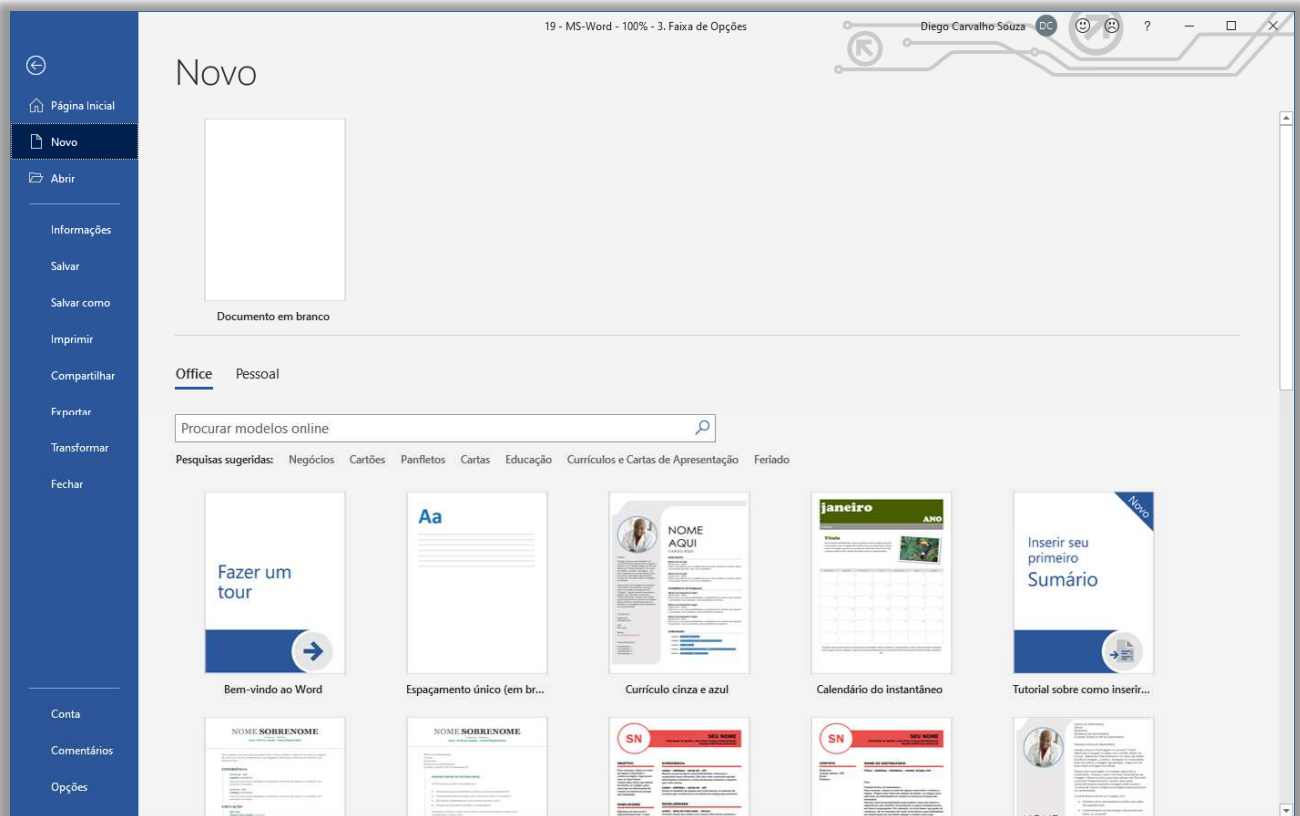 19 - MS-Word - 100% - 3. Faixa de Opções
Diego Carvalho Souza DC ?
Novo
Página Inicial
Novo
Abrir
Informações
Salvar
Salvar como
Imprimir
Compartilhar
Exportar
Transformar
Fechar
Conta
Comentários
Opções
Documento em branco
Office Pessoal
Procurar modelos online
Pesquisas sugeridas: Negócios Cartões Panfletos Cartas Educação Currículos e Cartas de Apresentação Feriado
Fazer um
tour
Bem-vindo ao Word
Aa
Espaçamento único (em br...
NOME
AQUI
Currículo cinza e azul
janeiro
ANO
Título
Calendário do instantâneo
Novo
Inserir seu
primeiro
Sumário
Tutorial sobre como inserir...
NOME SOBRENOME
NOME SOBRENOME
SN
SEU NOME
SN
SEU NOME